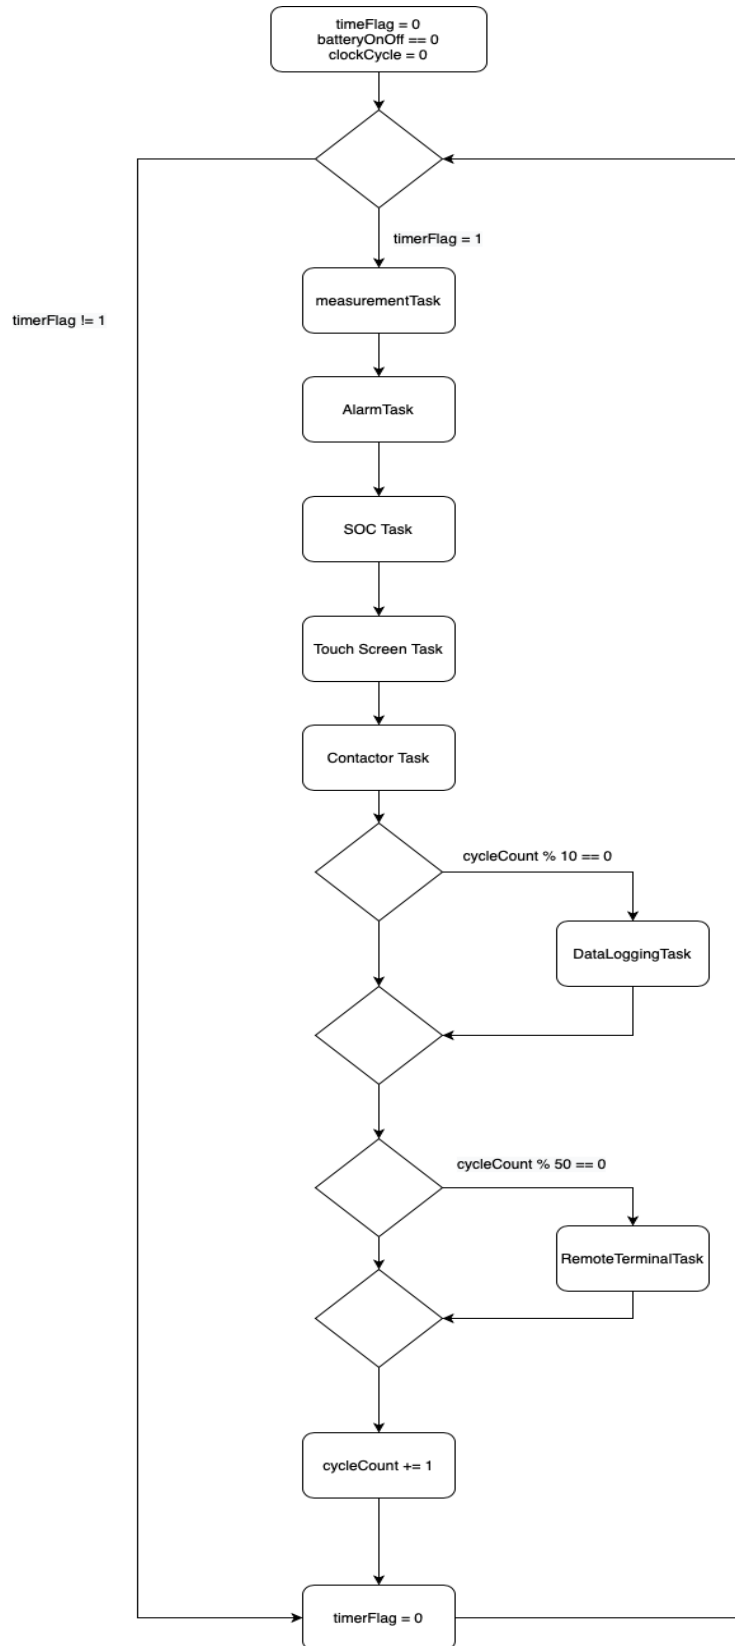 timeFlag = 0
batteryOnOff == 0
clockCycle = 0
timerFlag = 1
measurementTask
timerFlag != 1
AlarmTask
SOC Task
Touch Screen Task
Contactor Task
cycleCount % 10 == 0
DataLoggingTask
cycleCount % 50 == 0
RemoteTerminalTask
cycleCount += 1
timerFlag = 0